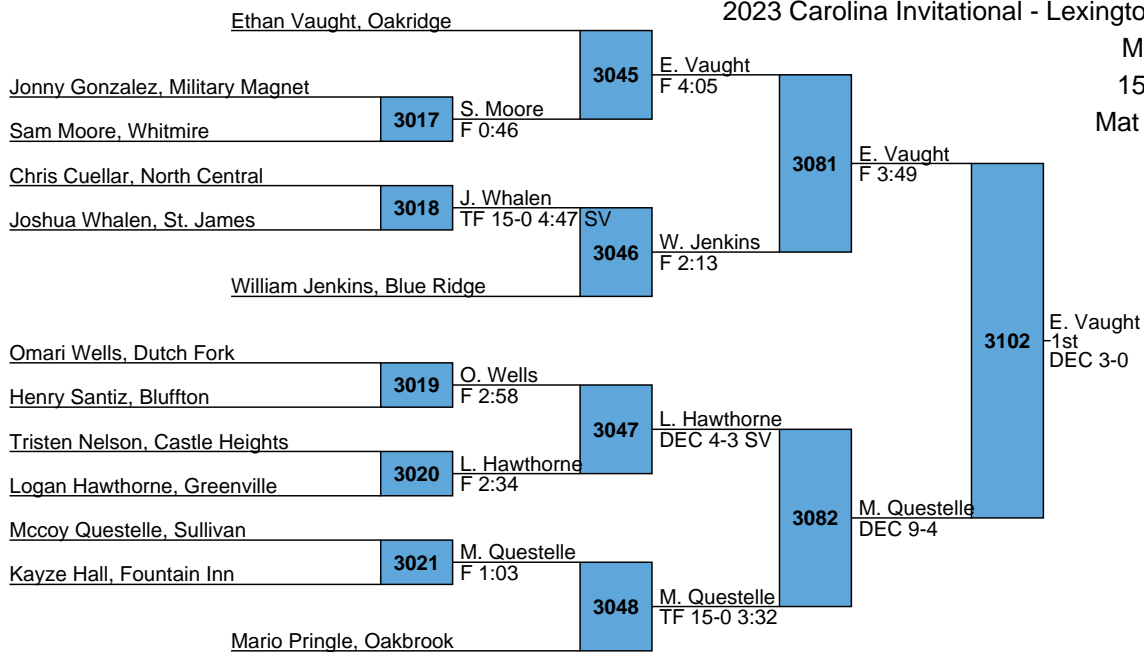 2023 Carolina Invitational - Lexingto
M
15
Mat
Ethan Vaught, Oakridge
3045
E. Vaught
F 4:05
Jonny Gonzalez, Military Magnet
3017
S. Moore
F 0:46
Sam Moore, Whitmire
3081
E. Vaught
F 3:49
Chris Cuellar, North Central
3018
J. Whalen
TF 15-0 4:47 SV
Joshua Whalen, St. James
3046
W. Jenkins
F 2:13
William Jenkins, Blue Ridge
3102
E. Vaught
1st
DEC 3-0
Omari Wells, Dutch Fork
3019
O. Wells
F 2:58
Henry Santiz, Bluffton
3047
L. Hawthorne
DEC 4-3 SV
Tristen Nelson, Castle Heights
3020
L. Hawthorne
F 2:34
Logan Hawthorne, Greenville
3082
M. Questelle
DEC 9-4
Mccoy Questelle, Sullivan
3021
M. Questelle
F 1:03
Kayze Hall, Fountain Inn
3048
M. Questelle
TF 15-0 3:32
Mario Pringle, Oakbrook